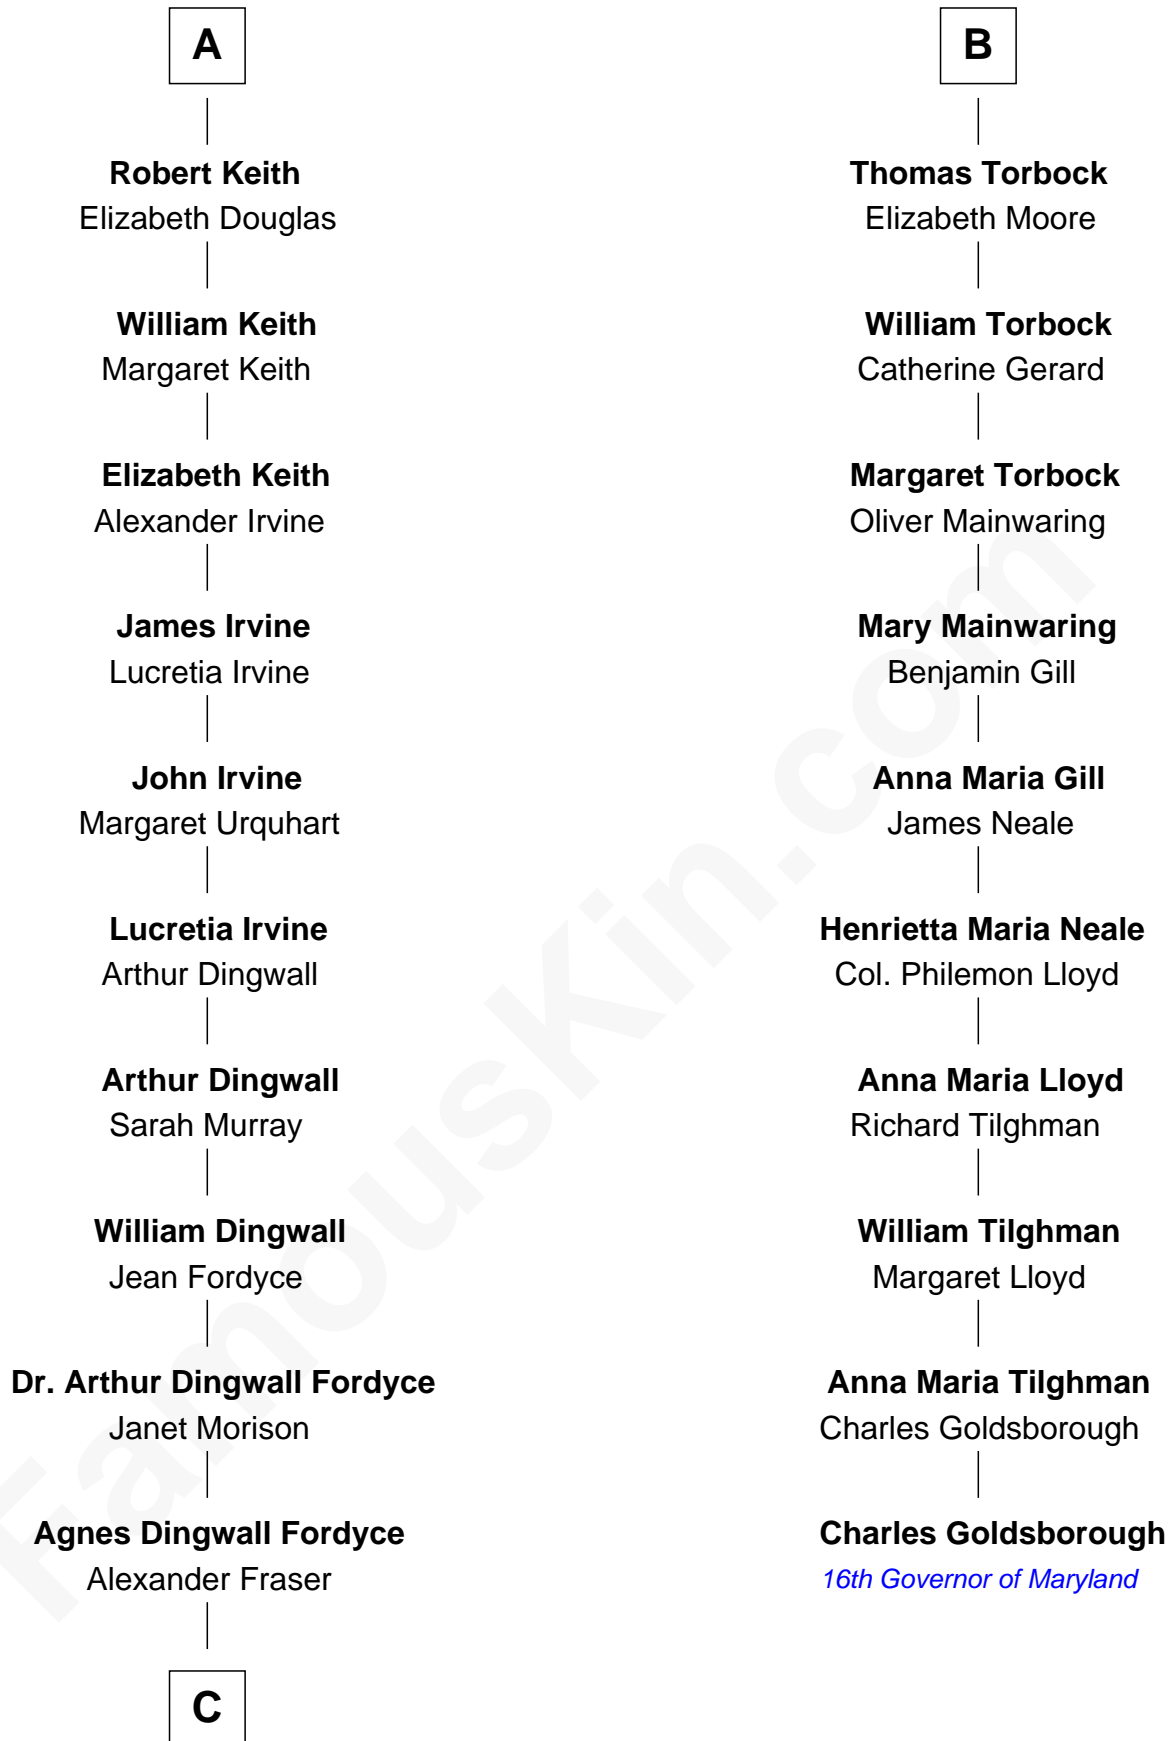 A
Robert Keith
Elizabeth Douglas
William Keith
Margaret Keith
Elizabeth Keith
Alexander Irvine
James Irvine
Lucretia Irvine
John Irvine
Margaret Urquhart
Lucretia Irvine
Arthur Dingwall
Arthur Dingwall
Sarah Murray
William Dingwall
Jean Fordyce
Dr. Arthur Dingwall Fordyce
Janet Morison
Agnes Dingwall Fordyce
Alexander Fraser
C
B
Thomas Torbock
Elizabeth Moore
William Torbock
Catherine Gerard
Margaret Torbock
Oliver Mainwaring
Mary Mainwaring
Benjamin Gill
Anna Maria Gill
James Neale
Henrietta Maria Neale
Col. Philemon Lloyd
Anna Maria Lloyd
Richard Tilghman
William Tilghman
Margaret Lloyd
Anna Maria Tilghman
Charles Goldsborough
Charles Goldsborough
16th Governor of Maryland
FamousKin.com